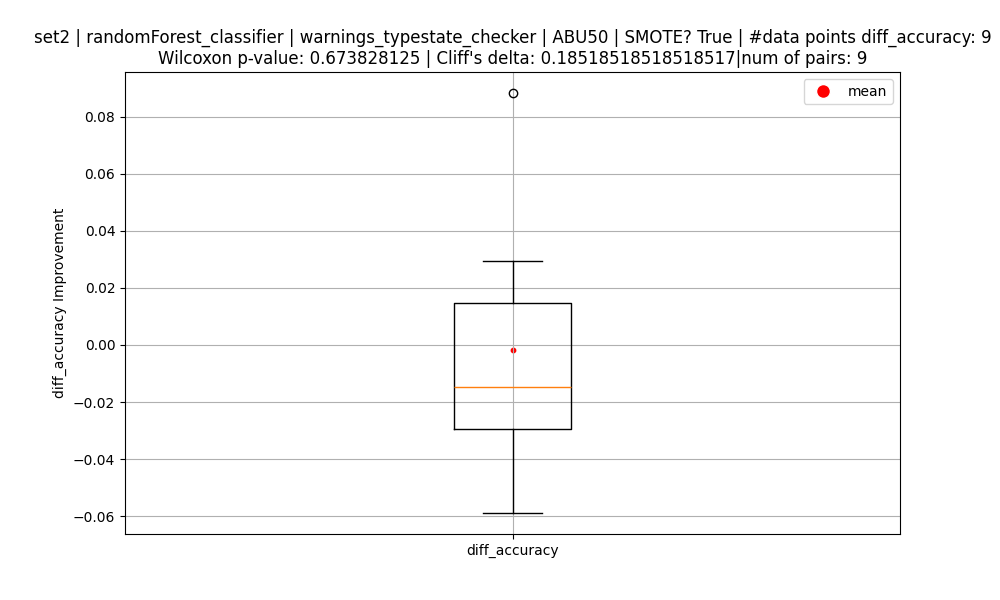 set2 | randomForest_classifier | warnings_typestate_checker | ABU50 | SMOTE? True | #data points diff_accuracy: 9
Wilcoxon p-value: 0.673828125 | Cliff's delta: 0.18518518518518517|num of pairs: 9
mean
0.08
0.06
0.04
0.02
0.00
−0.02
−0.04
−0.06
diff_accuracy Improvement
diff_accuracy